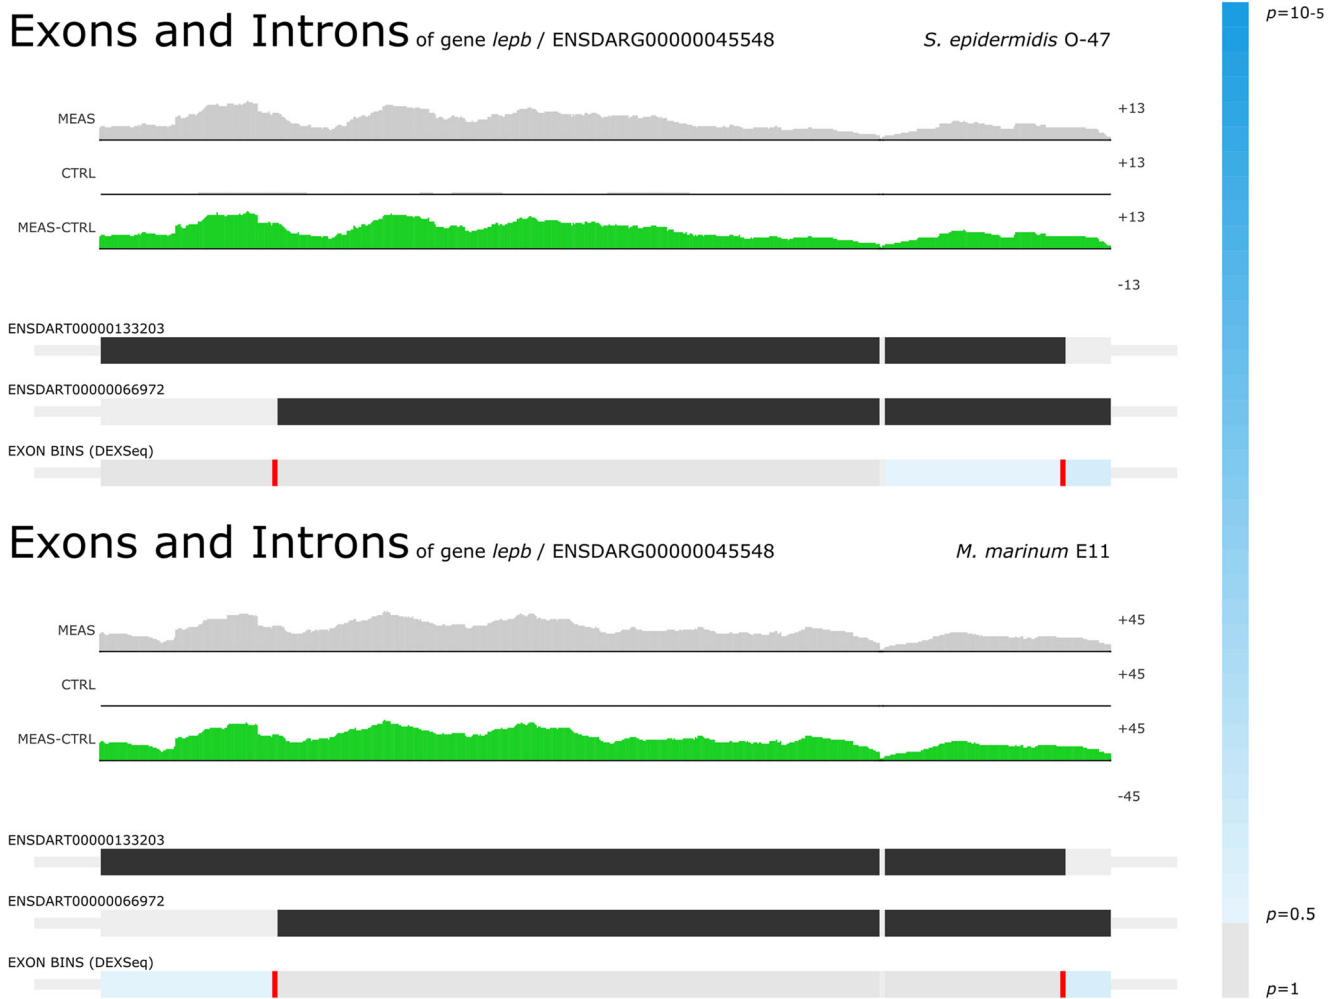 Exons and Introns of gene lepb / ENSDARG00000045548 S. epidermidis O-47
p=10-5
MEAS +13
CTRL +13
MEAS-CTRL +13
-13
ENSDART00000133203
ENSDART00000066972
EXON BINS (DEXSeq)
Exons and Introns of gene lepb / ENSDARG00000045548 M. marinum E11
MEAS +45
CTRL +45
MEAS-CTRL +45
-45
ENSDART00000133203
ENSDART00000066972
p=0.5
EXON BINS (DEXSeq)
p=1